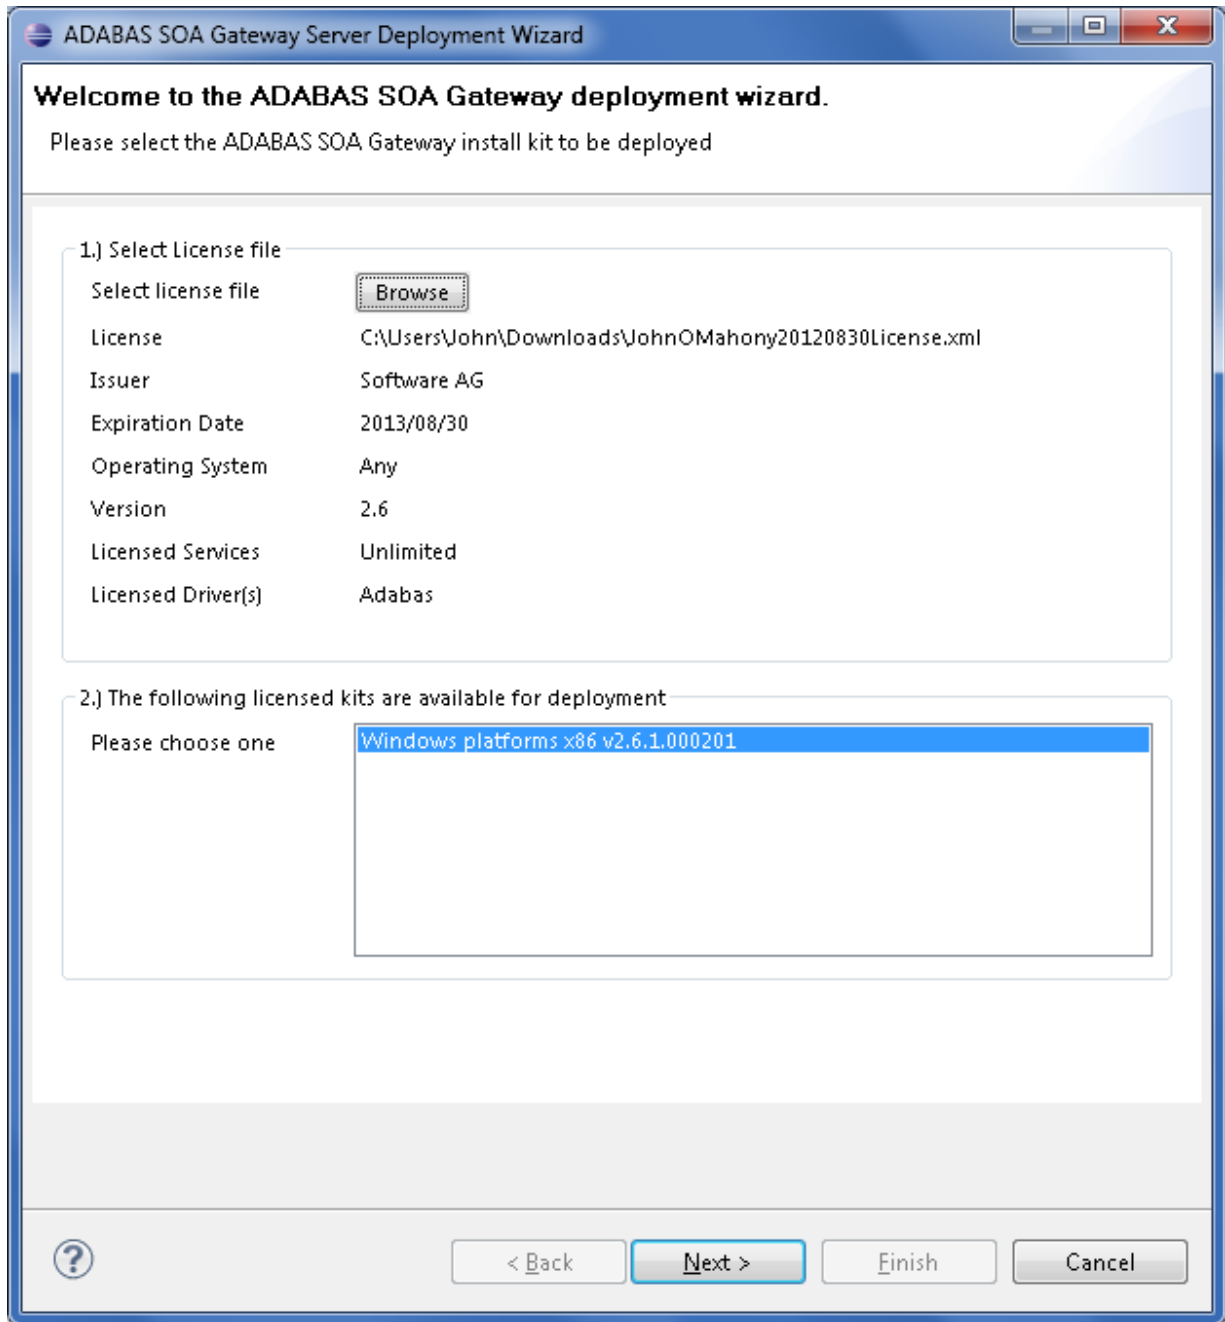 ADABAS SOA Gateway Server Deployment Wizard
Welcome to the ADABAS SOA Gateway deployment wizard.
Please select the ADABAS SOA Gateway install kit to be deployed
1.) Select License file
Select license file Browse
License C:\Users\John\Downloads\JohnOMahony20120830License.xml
Issuer Software AG
Expiration Date 2013/08/30
Operating System Any
Version 2.6
Licensed Services Unlimited
Licensed Driver(s) Adabas
2.) The following licensed kits are available for deployment
Please choose one Windows platforms x86 v2.6.1.000201
? < Back Next > Finish Cancel